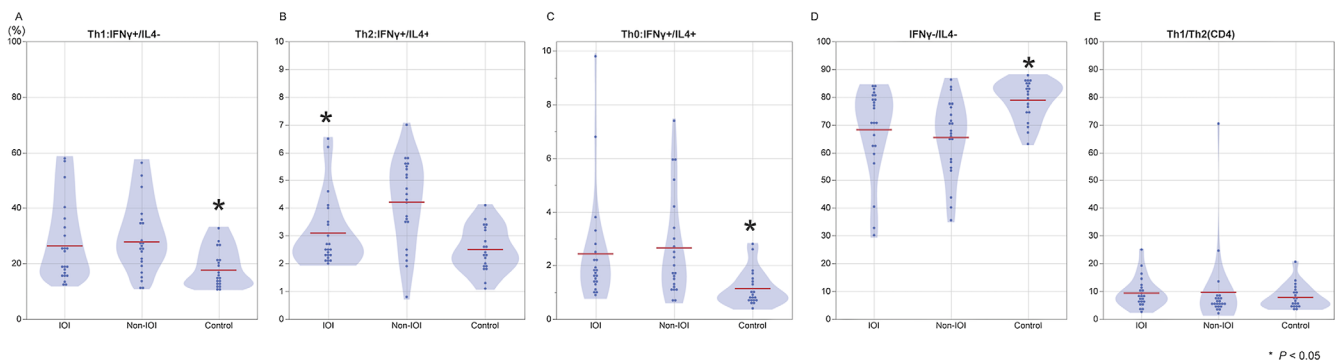 A
(%)
Th1:IFNγ+/IL4-
100
80
60
40
20
0
*
IOI
Non-IOI
Control
B
Th2:IFNγ+/IL4+
10
9
8
7
6
5
4
3
2
1
0
*
IOI
Non-IOI
Control
C
Th0:IFNγ+/IL4+
10
8
6
4
2
0
*
IOI
Non-IOI
Control
D
IFNγ-/IL4-
100
90
80
70
60
50
40
30
20
10
0
*
IOI
Non-IOI
Control
E
Th1/Th2(CD4)
100
90
80
70
60
50
40
30
20
10
0
IOI
Non-IOI
Control
* P < 0.05